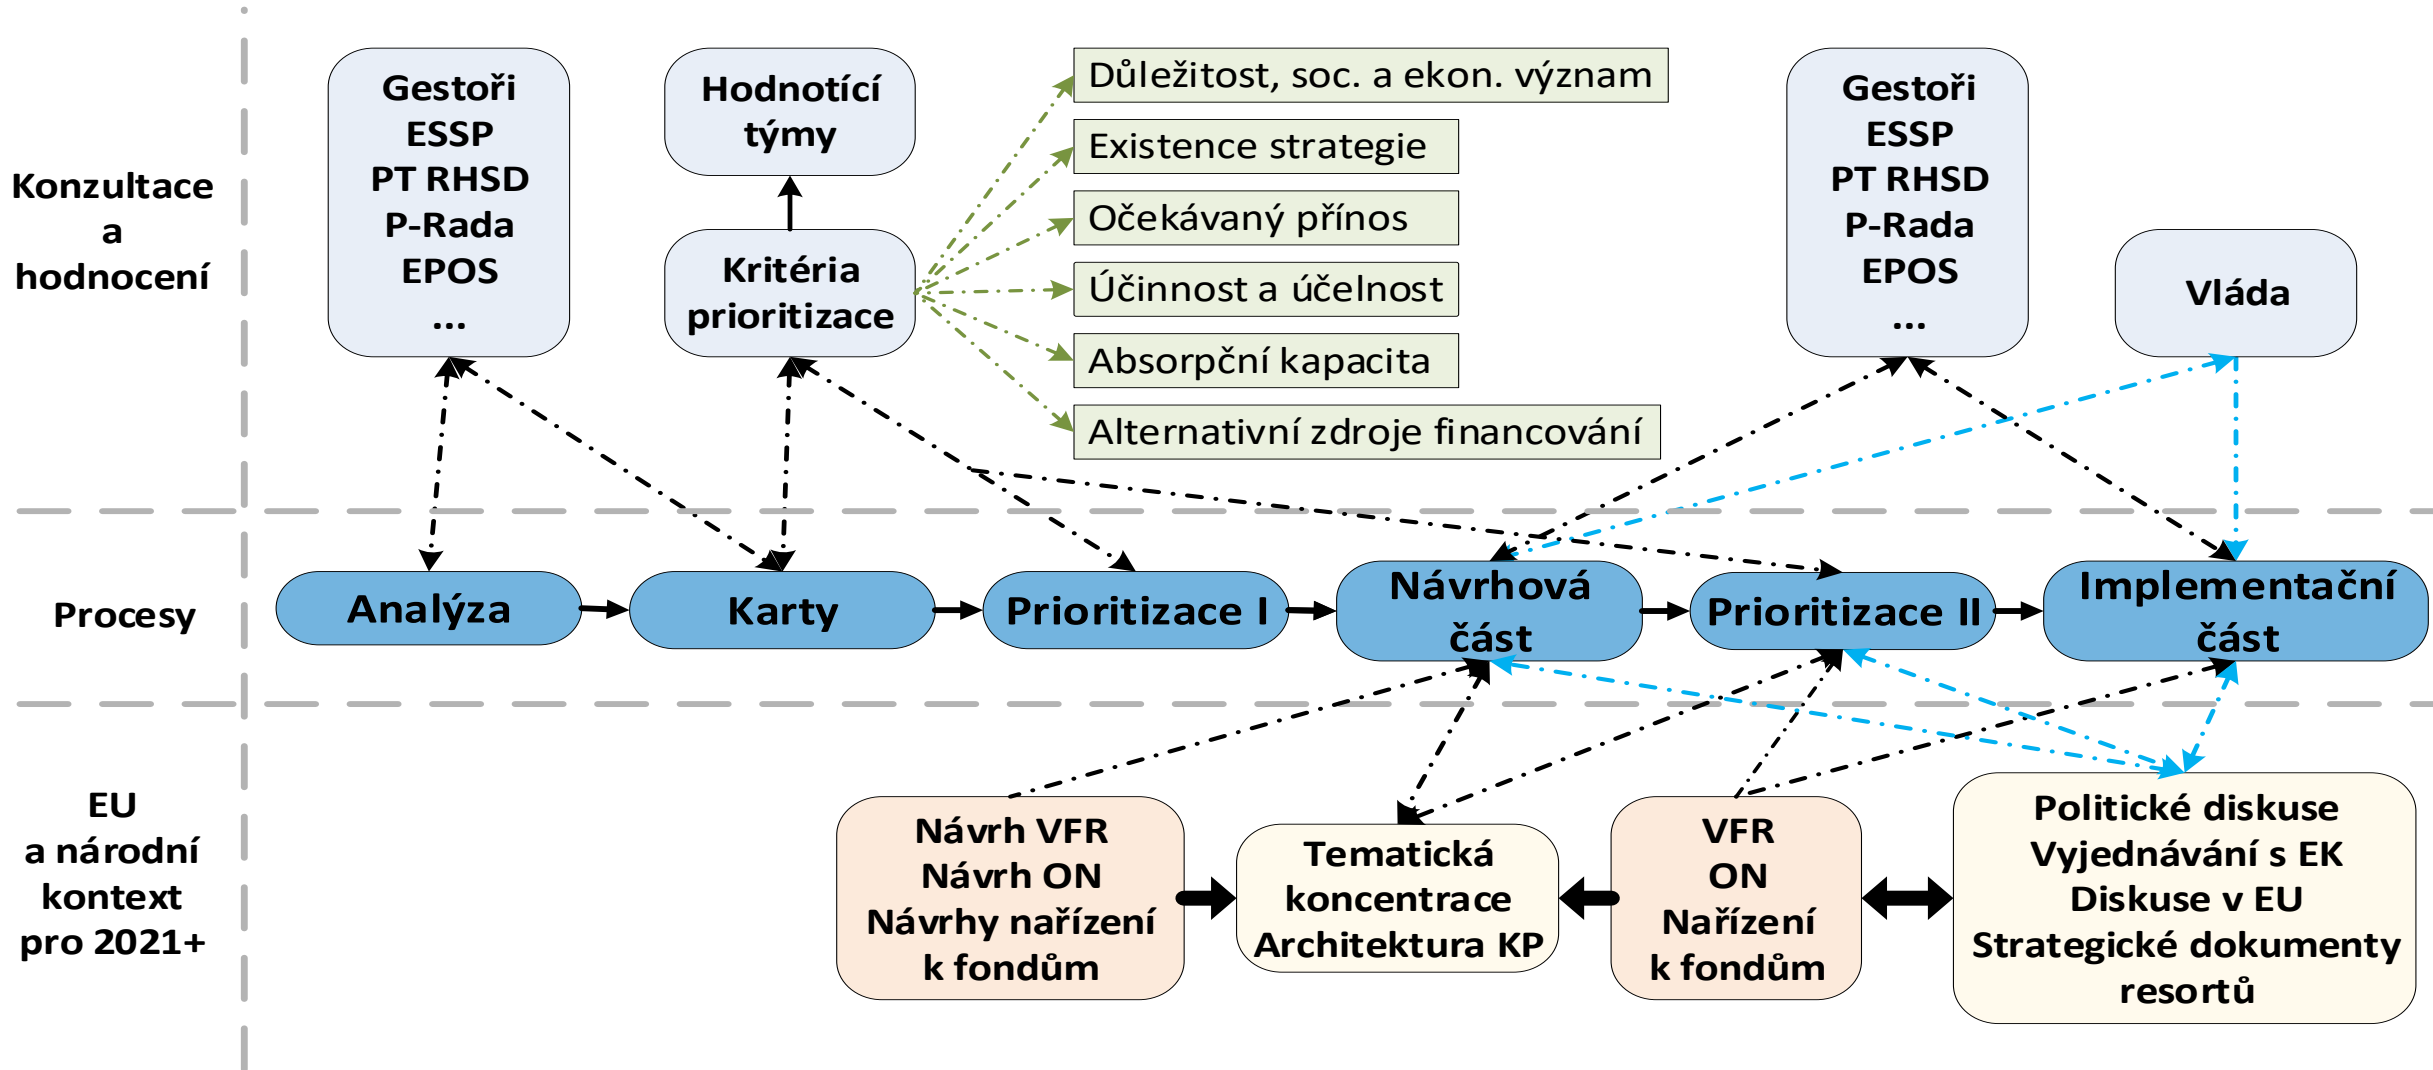 Konzultace
a
hodnocení
Gestoři
ESSP
PT RHSD
P-Rada
EPOS
...
Hodnotící
týmy
Kritéria
prioritizace
Důležitost, soc. a ekon. význam
Existence strategie
Očekávaný přínos
Účinnost a účelnost
Absorpční kapacita
Alternativní zdroje financování
Gestoři
ESSP
PT RHSD
P-Rada
EPOS
...
Vláda
Procesy
Analýza
Karty
Prioritizace I
Návrhová
část
Prioritizace II
Implementační
část
EU
a národní
kontext
pro 2021+
Návrh VFR
Návrh ON
Návrhy nařízení
k fondům
Tematická
koncentrace
Architektura KP
VFR
ON
Nařízení
k fondům
Politické diskuse
Vyjednávání s EK
Diskuse v EU
Strategické dokumenty
resortů